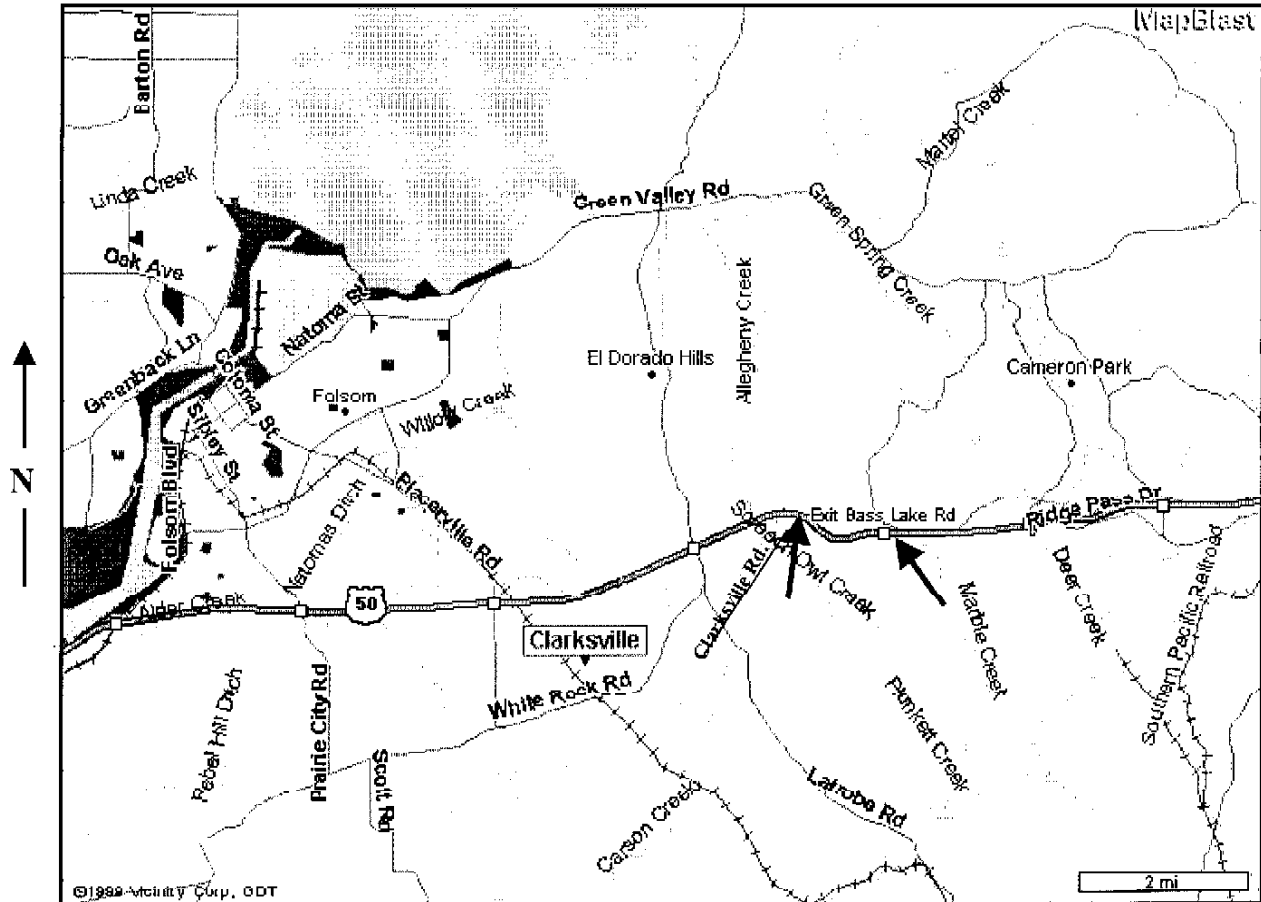 MapBlast
Barton Rd
Linda Creek
Oak Ave
Greenback Ln
Natoma St
Coloma St
Sibley St
Folsom Blvd
Folsom
Willow Creek
Green Valley Rd
Green Spring Creek
Martel Creek
El Dorado Hills
Allegheny Creek
Cameron Park
N
Placerville Rd
Natomas Ditch
Alder Creek
50
Exit Bass Lake Rd
Ridge Pass Dr
Clarksville Rd.
Owl Creek
Marble Creek
Deer Creek
Southern Pacific Railroad
Clarksville
White Rock Rd
Prairie City Rd
Rebel Hill Ditch
Scott Rd
Plunkett Creek
Latrobe Rd
Carson Creek
©1999 Vicinity Corp, GDT
2 mi